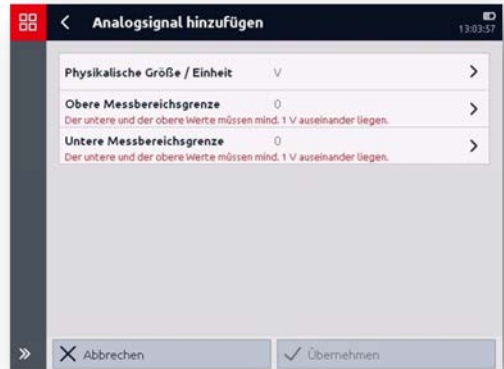 Analogsignal hinzufügen
13:03:57
Physikalische Größe / Einheit V
Obere Messbereichsgrenze 0
Der untere und der obere Werte müssen mind. 1 V auseinander liegen.
Untere Messbereichsgrenze 0
Der untere und der obere Werte müssen mind. 1 V auseinander liegen.
Abbrechen
Übernehmen